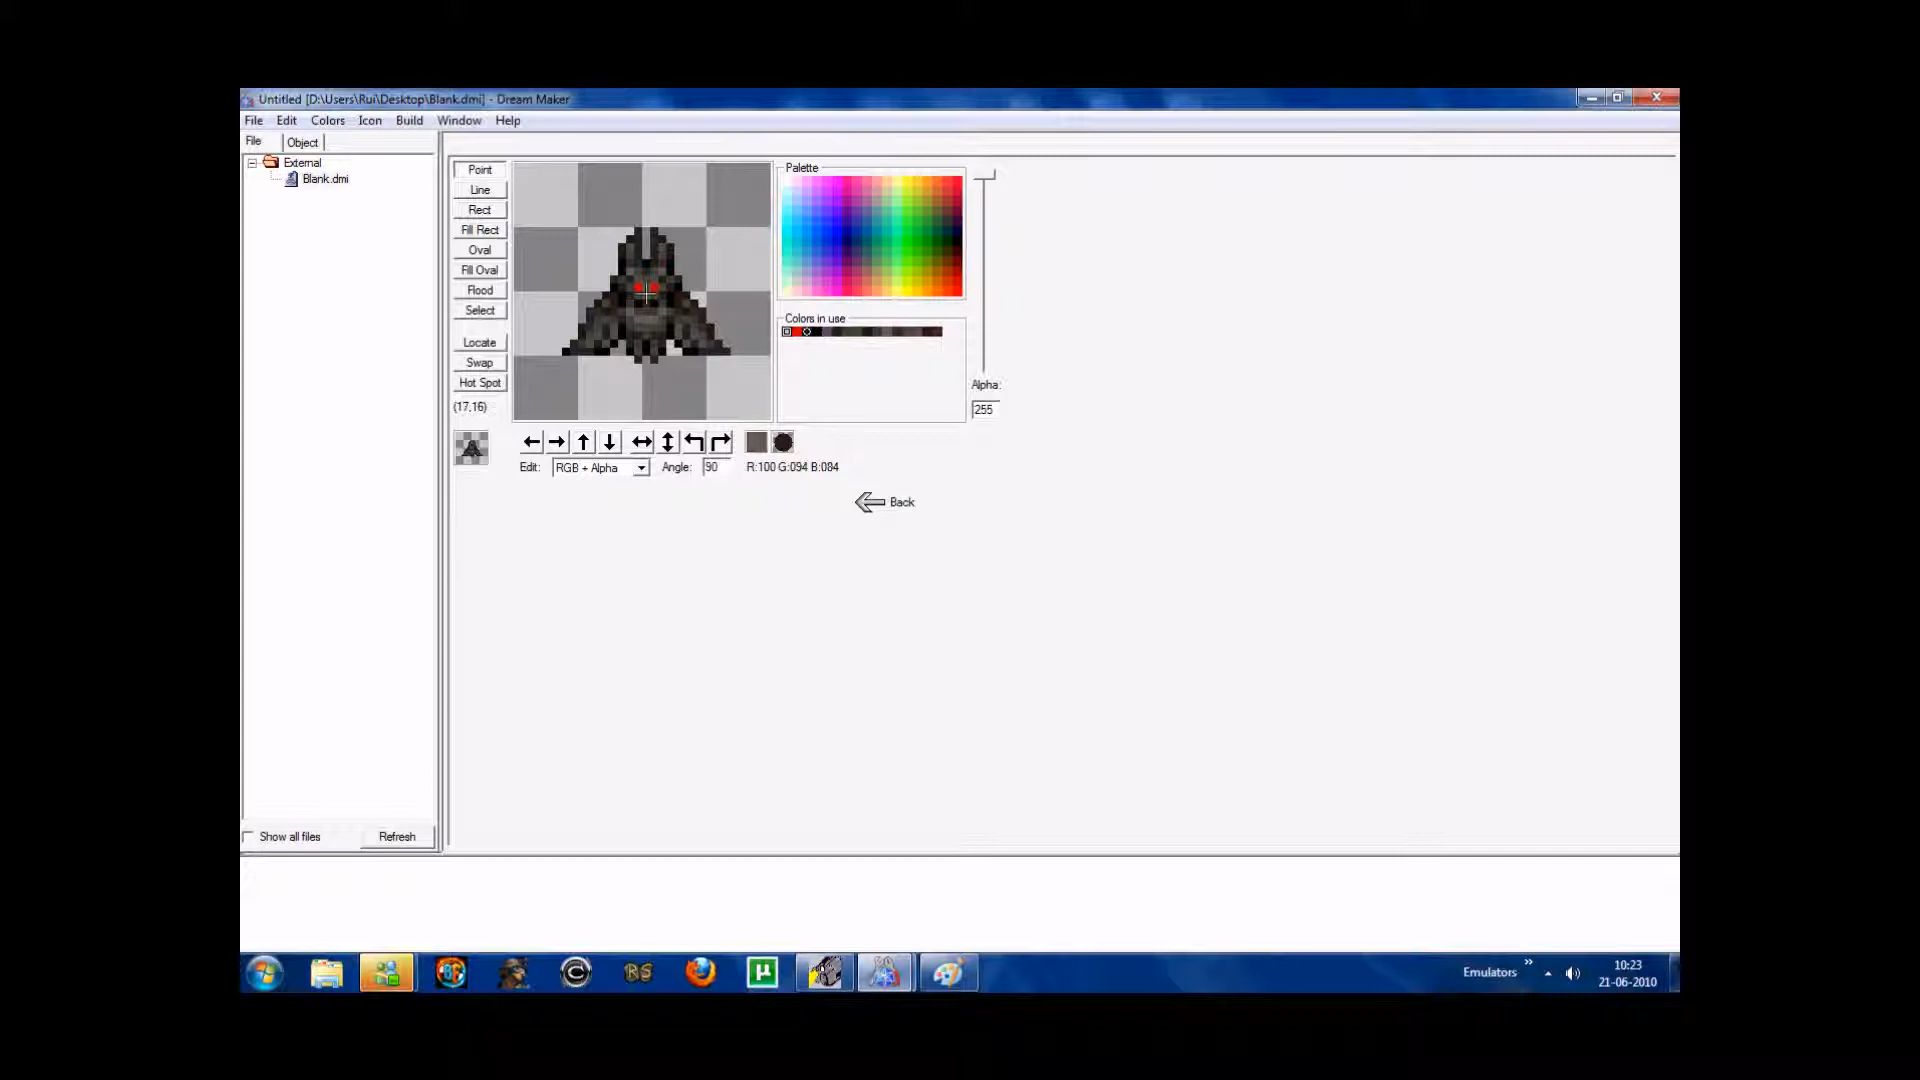 Untitled [D:\Users\Rui\Desktop\Blank.dmi] - Dream Maker
File Edit Colors Icon Build Window Help
File Object
External
Blank.dmi
Point
Line
Rect
Fill Rect
Oval
Fill Oval
Flood
Select
Locate
Swap
Hot Spot
(17,16)
Palette
Colors in use
Alpha:
255
Edit: RGB + Alpha Angle: 90 R:100 G:094 B:084
Back
Show all files Refresh
RS
Emulators
10:23
21-06-2010